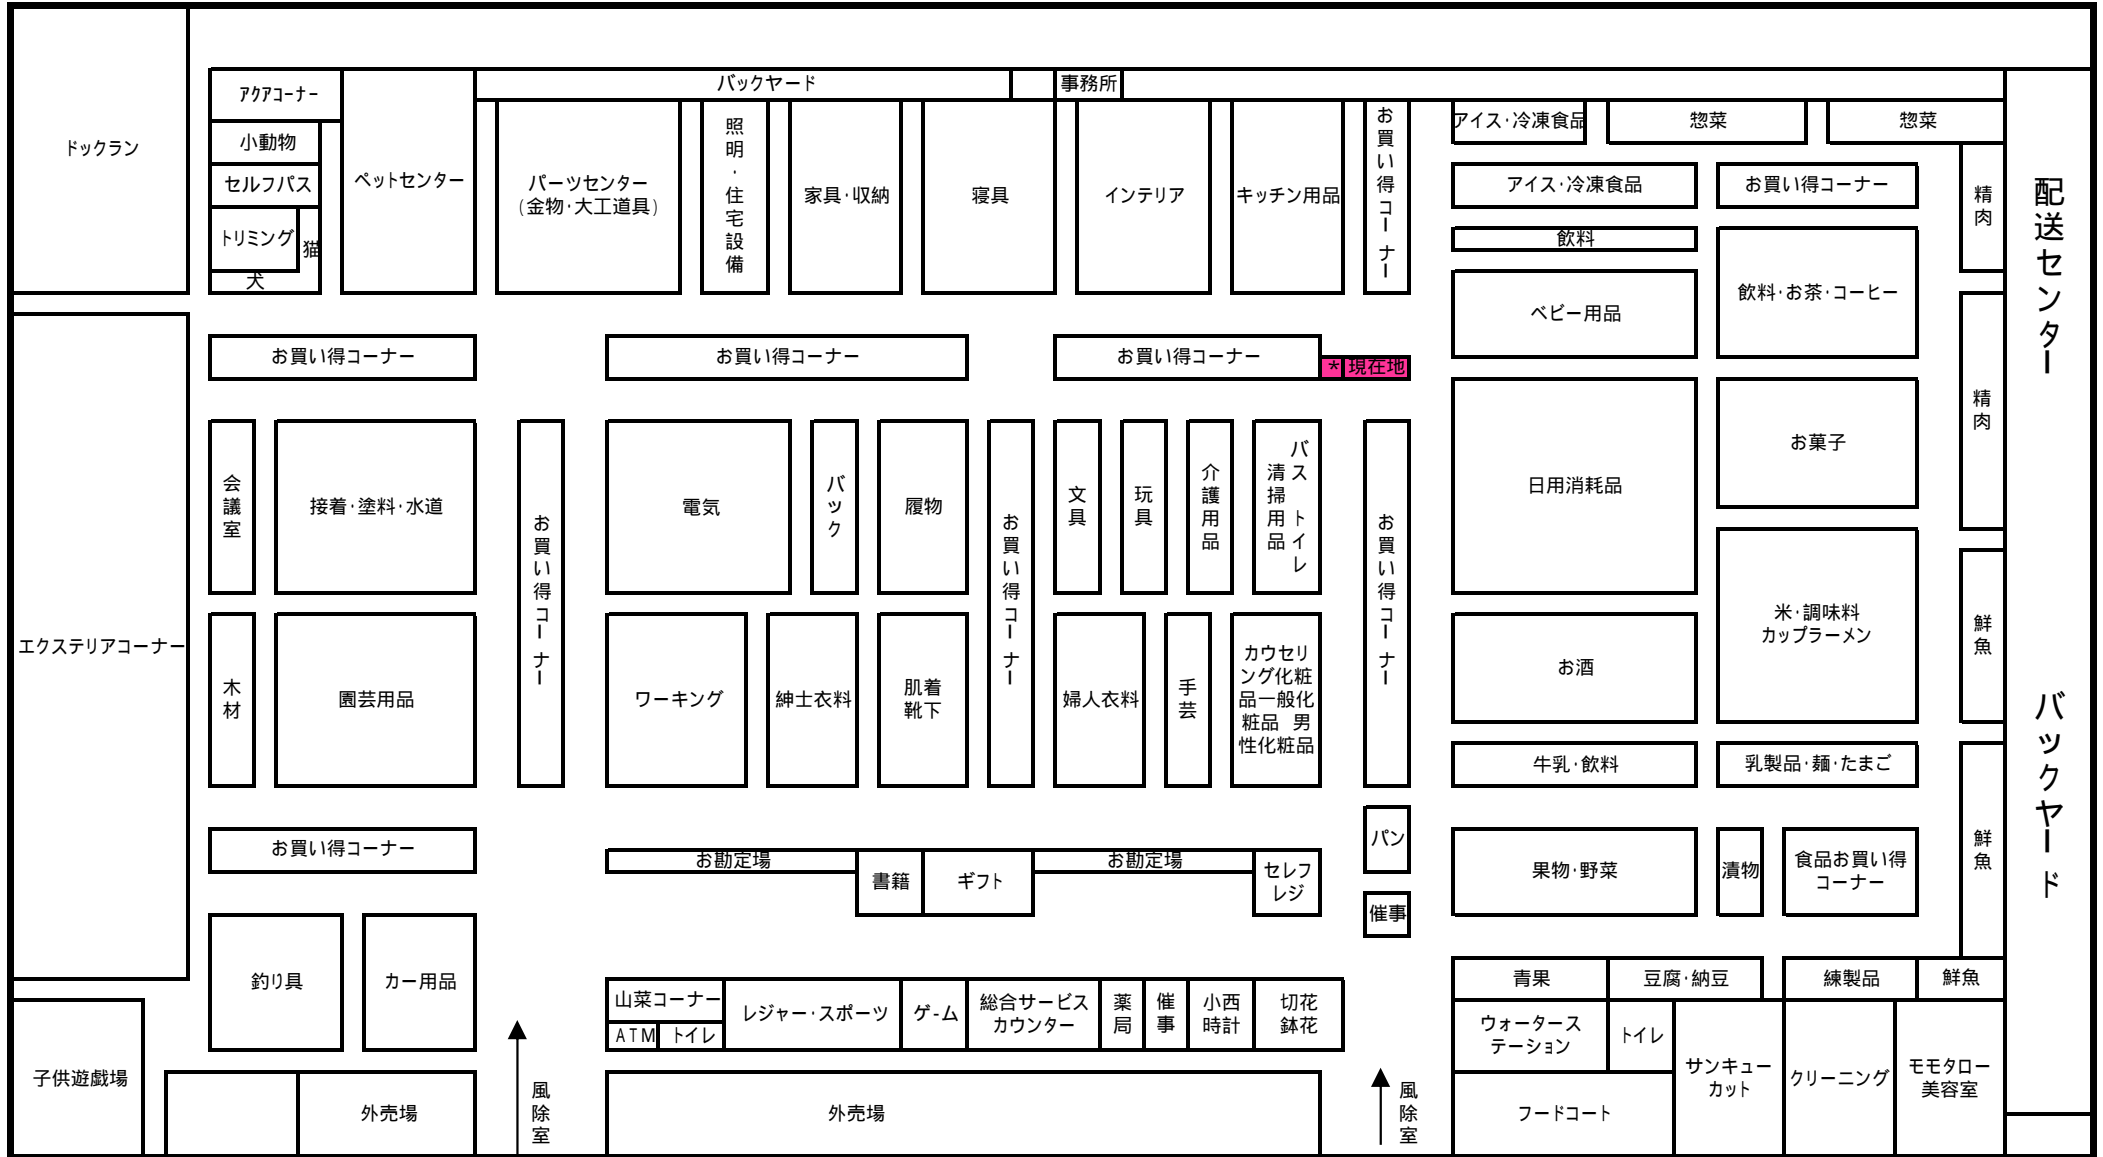 ドックラン
アクアコーナー
小動物
セルフバス
トリミング
猫
犬
ペットセンター
バックヤード
事務所
パーツセンター
(金物・大工道具)
照明・住宅設備
家具・収納
寝具
インテリア
キッチン用品
お買い得コーナー
アイス・冷凍食品
惣菜
惣菜
アイス・冷凍食品
お買い得コーナー
精肉
配送センター
飲料
ベビー用品
飲料・お茶・コーヒー
お買い得コーナー
お買い得コーナー
お買い得コーナー
*
現在地
エクステリアコーナー
会議室
接着・塗料・水道
お買い得コーナー
電気
バック
履物
お買い得コーナー
文具
玩具
介護用品
バス トイレ
清掃用品
お買い得コーナー
日用消耗品
お菓子
精肉
米・調味料
カップラーメン
鮮魚
木材
園芸用品
ワーキング
紳士衣料
肌着
靴下
婦人衣料
手芸
カウセリ
ング化粧
品一般化
粧品 男
性化粧品
お酒
バックヤード
牛乳・飲料
乳製品・麺・たまご
お買い得コーナー
お勘定場
書籍
ギフト
お勘定場
セレフ
レジ
パン
催事
果物・野菜
漬物
食品お買い得
コーナー
鮮魚
釣り具
カー用品
山菜コーナー
ATM
トイレ
レジャー・スポーツ
ゲ-ム
総合サービス
カウンター
薬局
催事
小西
時計
切花
鉢花
青果
豆腐・納豆
練製品
鮮魚
ウォータース
テーション
トイレ
サンキュー
カット
クリーニング
モモタロー
美容室
フードコート
子供遊戯場
外売場
風除室
外売場
風除室